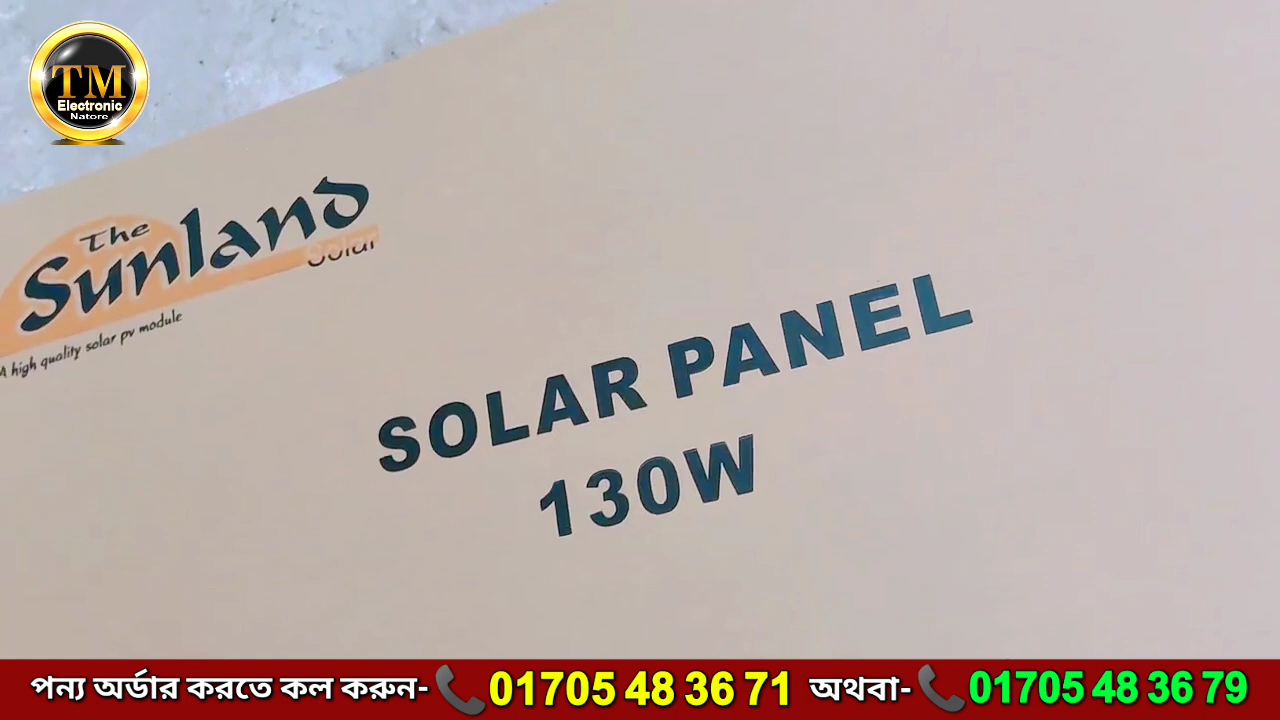 TM
Electronic
Natore
The
Sunland
Solar
A high quality solar pv module
SOLAR PANEL
130W
পন্য অর্ডার করতে কল করুন- 01705 48 36 71 অথবা- 01705 48 36 79